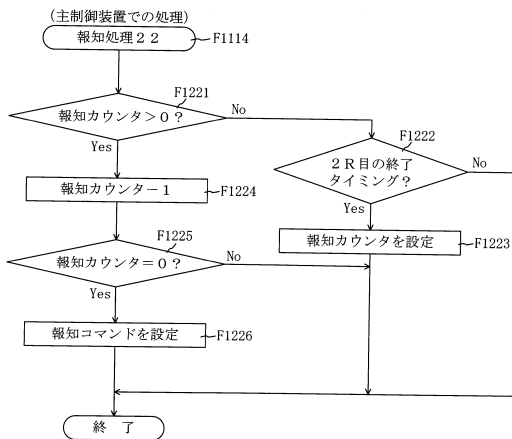 (主制御装置での処理)
報知処理22
F1114
F1221
報知カウンタ>0?
No
Yes
F1222
2R目の終了
タイミング?
No
Yes
報知カウンタ-1
F1224
報知カウンタを設定
F1223
F1225
報知カウンタ=0?
No
Yes
報知コマンドを設定
F1226
終 了